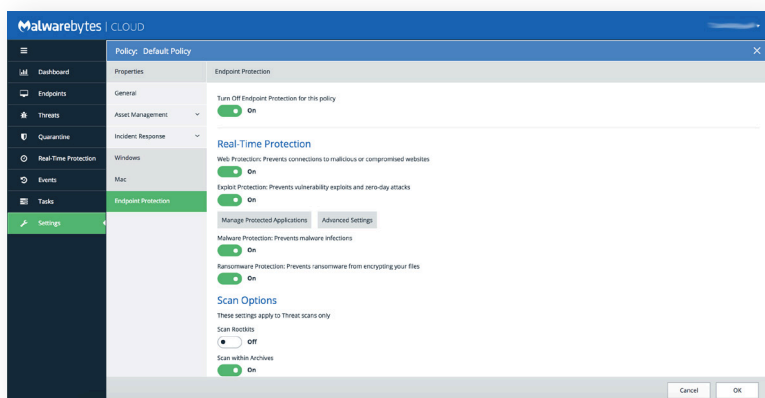 Malwarebytes | CLOUD
Policy: Default Policy
Dashboard
Endpoints
Threats
Quarantine
Real-Time Protection
Events
Tasks
Settings
Properties
General
Asset Management
Incident Response
Windows
Mac
Endpoint Protection
Endpoint Protection
Turn Off Endpoint Protection for this policy
On
Real-Time Protection
Web Protection: Prevents connections to malicious or compromised websites
On
Exploit Protection: Prevents vulnerability exploits and zero-day attacks
On
Manage Protected Applications
Advanced Settings
Malware Protection: Prevents malware infections
On
Ransomware Protection: Prevents ransomware from encrypting your files
On
Scan Options
These settings apply to Threat scans only
Scan Rootkits
Off
Scan within Archives
On
Cancel
OK